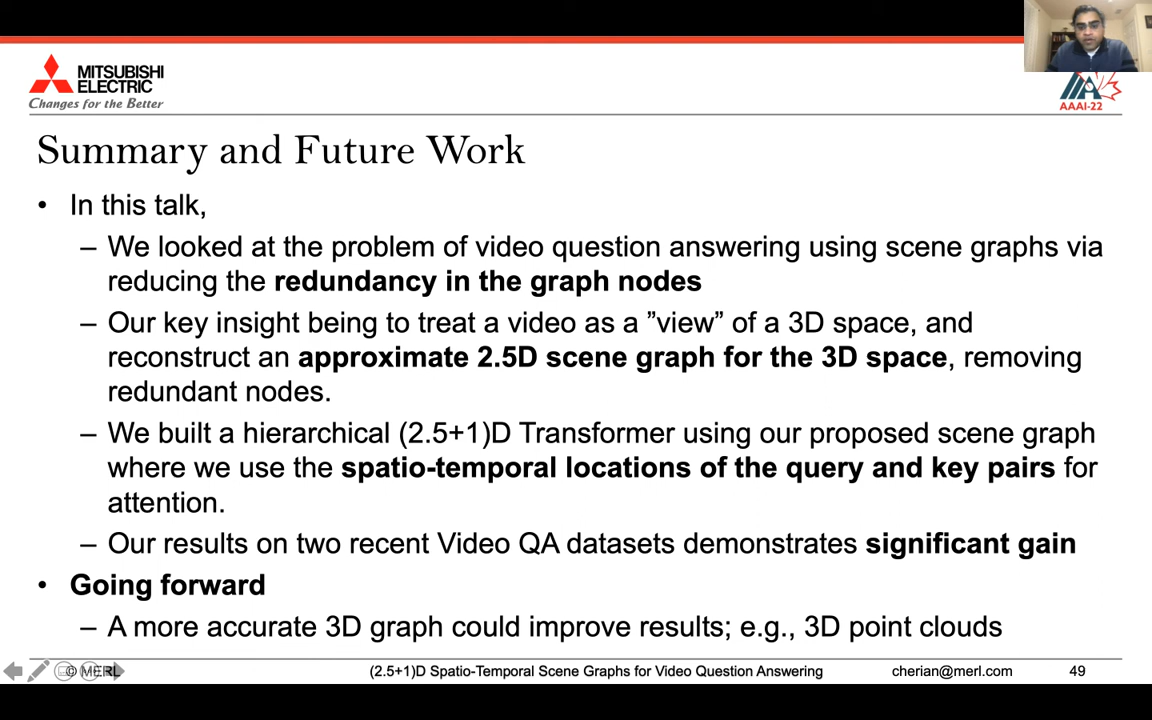 MITSUBISHI
ELECTRIC
Changes for the Better
AAAI-22
Summary and Future Work
• In this talk,
– We looked at the problem of video question answering using scene graphs via
reducing the redundancy in the graph nodes
– Our key insight being to treat a video as a ”view” of a 3D space, and
reconstruct an approximate 2.5D scene graph for the 3D space, removing
redundant nodes.
– We built a hierarchical (2.5+1)D Transformer using our proposed scene graph
where we use the spatio-temporal locations of the query and key pairs for
attention.
– Our results on two recent Video QA datasets demonstrates significant gain
• Going forward
– A more accurate 3D graph could improve results; e.g., 3D point clouds
© MERL
(2.5+1)D Spatio-Temporal Scene Graphs for Video Question Answering
cherian@merl.com
49